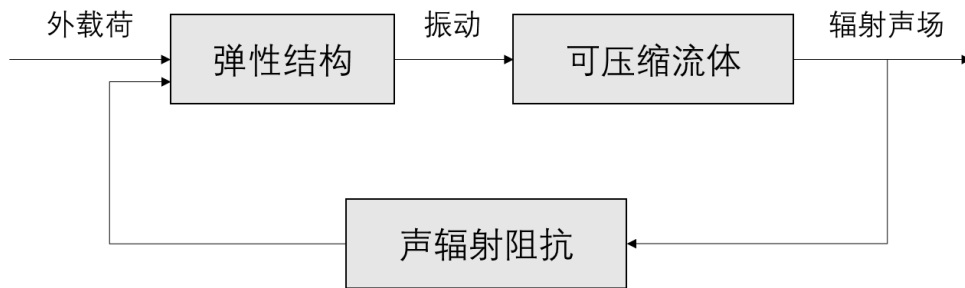 外载荷
弹性结构
振动
可压缩流体
辐射声场
声辐射阻抗